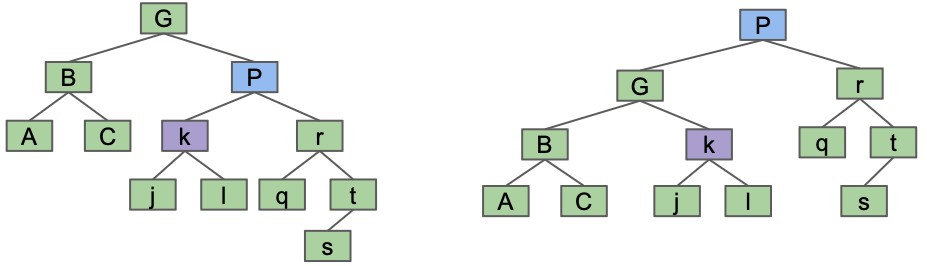 G
B P
A C k r
j l q t
s
P
G r
B k q t
A C j l s